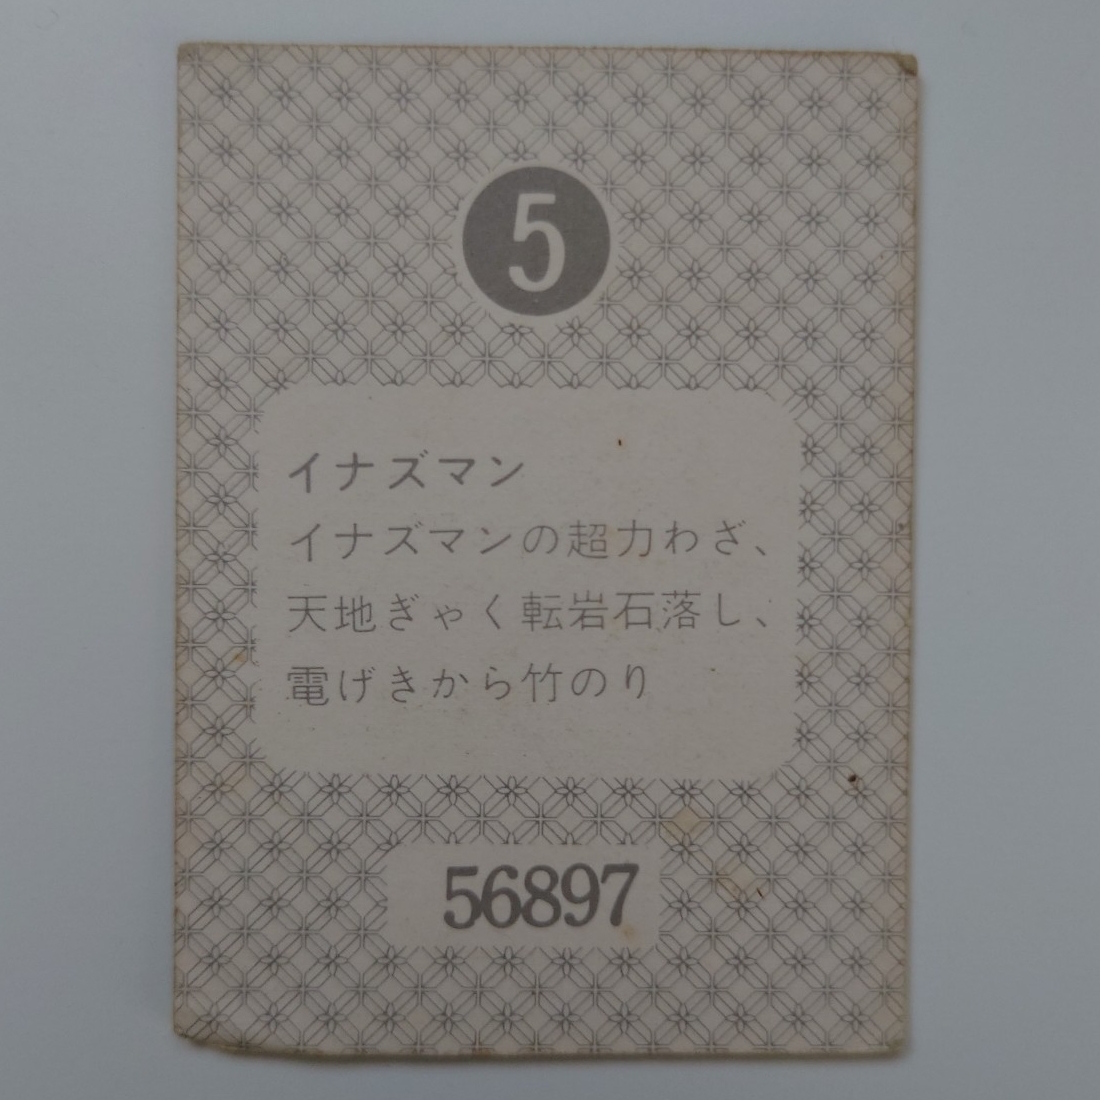 5
イナズマン
イナズマンの超力わざ、
天地ぎゃく転岩石落し、
電げきから竹のり
56897